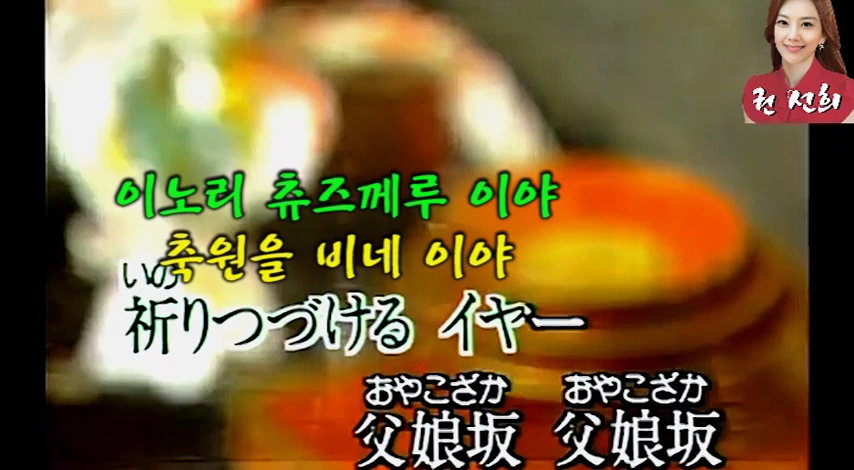 권 선희
이노리 츄즈께루 이야
축원을 비네 이야
いの
祈りつづける イヤー
おやこざか おやこざか
父娘坂 父娘坂